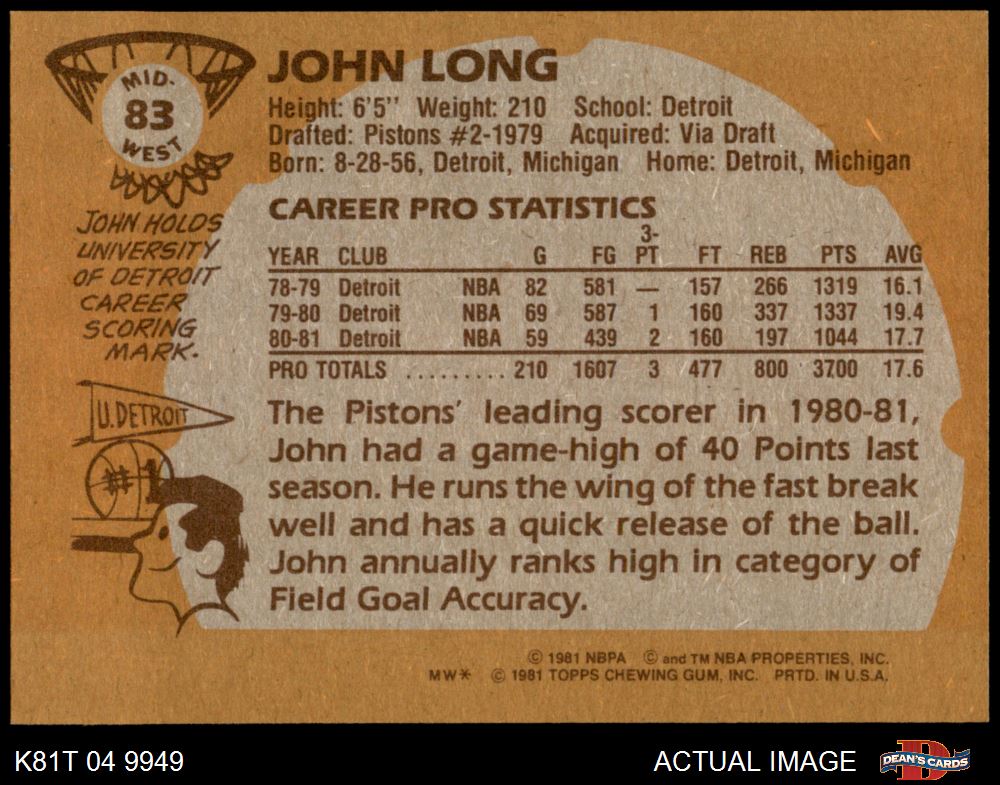 MID-
83
WEST
JOHN LONG
Height: 6'5'' Weight: 210 School: Detroit
Drafted: Pistons #2-1979 Acquired: Via Draft
Born: 8-28-56, Detroit, Michigan Home: Detroit, Michigan
JOHN HOLDS
UNIVERSITY
OF DETROIT
CAREER
SCORING
MARK.
U. DETROIT
#1
CAREER PRO STATISTICS
YEAR CLUB G FG 3-PT FT REB PTS AVG
78-79 Detroit NBA 82 581 — 157 266 1319 16.1
79-80 Detroit NBA 69 587 1 160 337 1337 19.4
80-81 Detroit NBA 59 439 2 160 197 1044 17.7
PRO TOTALS .......... 210 1607 3 477 800 3700 17.6
The Pistons' leading scorer in 1980-81,
John had a game-high of 40 Points last
season. He runs the wing of the fast break
well and has a quick release of the ball.
John annually ranks high in category of
Field Goal Accuracy.
© 1981 NBPA © and TM NBA PROPERTIES, INC.
MW* © 1981 TOPPS CHEWING GUM, INC. PRTD. IN U.S.A.
K81T 04 9949
ACTUAL IMAGE
D
DEAN'S CARDS